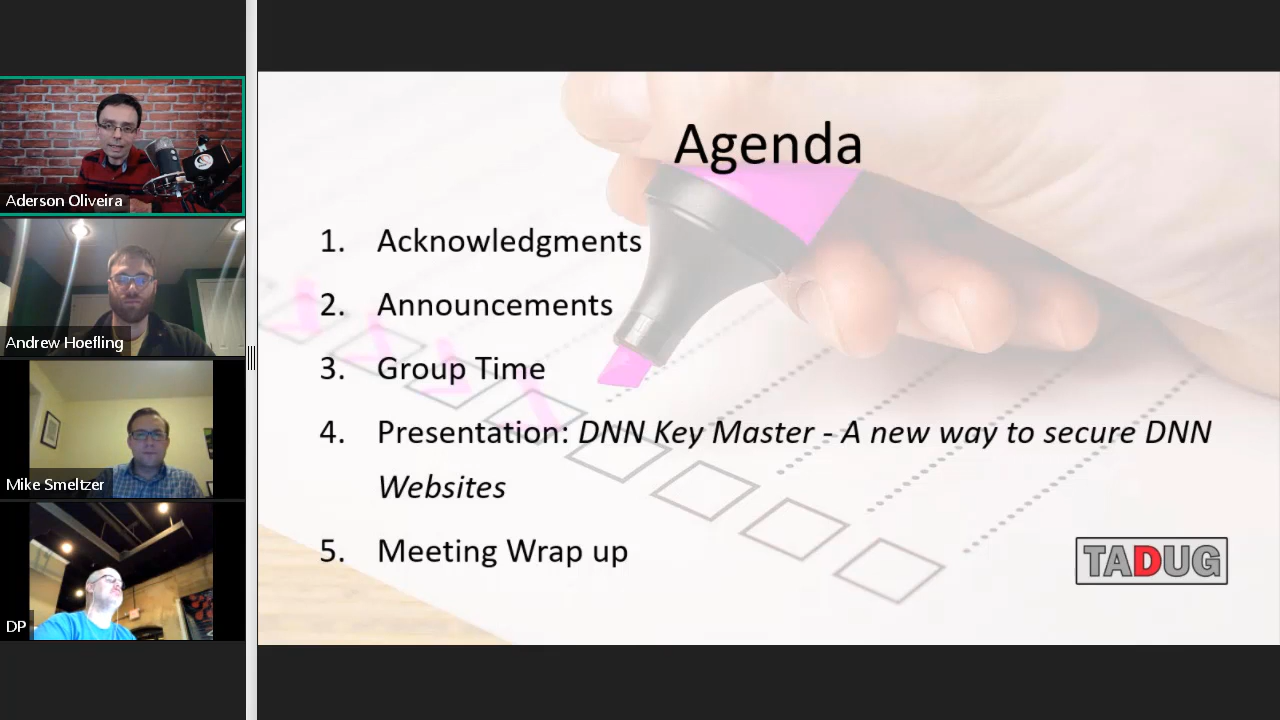 Aderson Oliveira
Andrew Hoefling
Mike Smeltzer
DP
Agenda
1. Acknowledgments
2. Announcements
3. Group Time
4. Presentation: DNN Key Master - A new way to secure DNN
Websites
5. Meeting Wrap up
TADUG